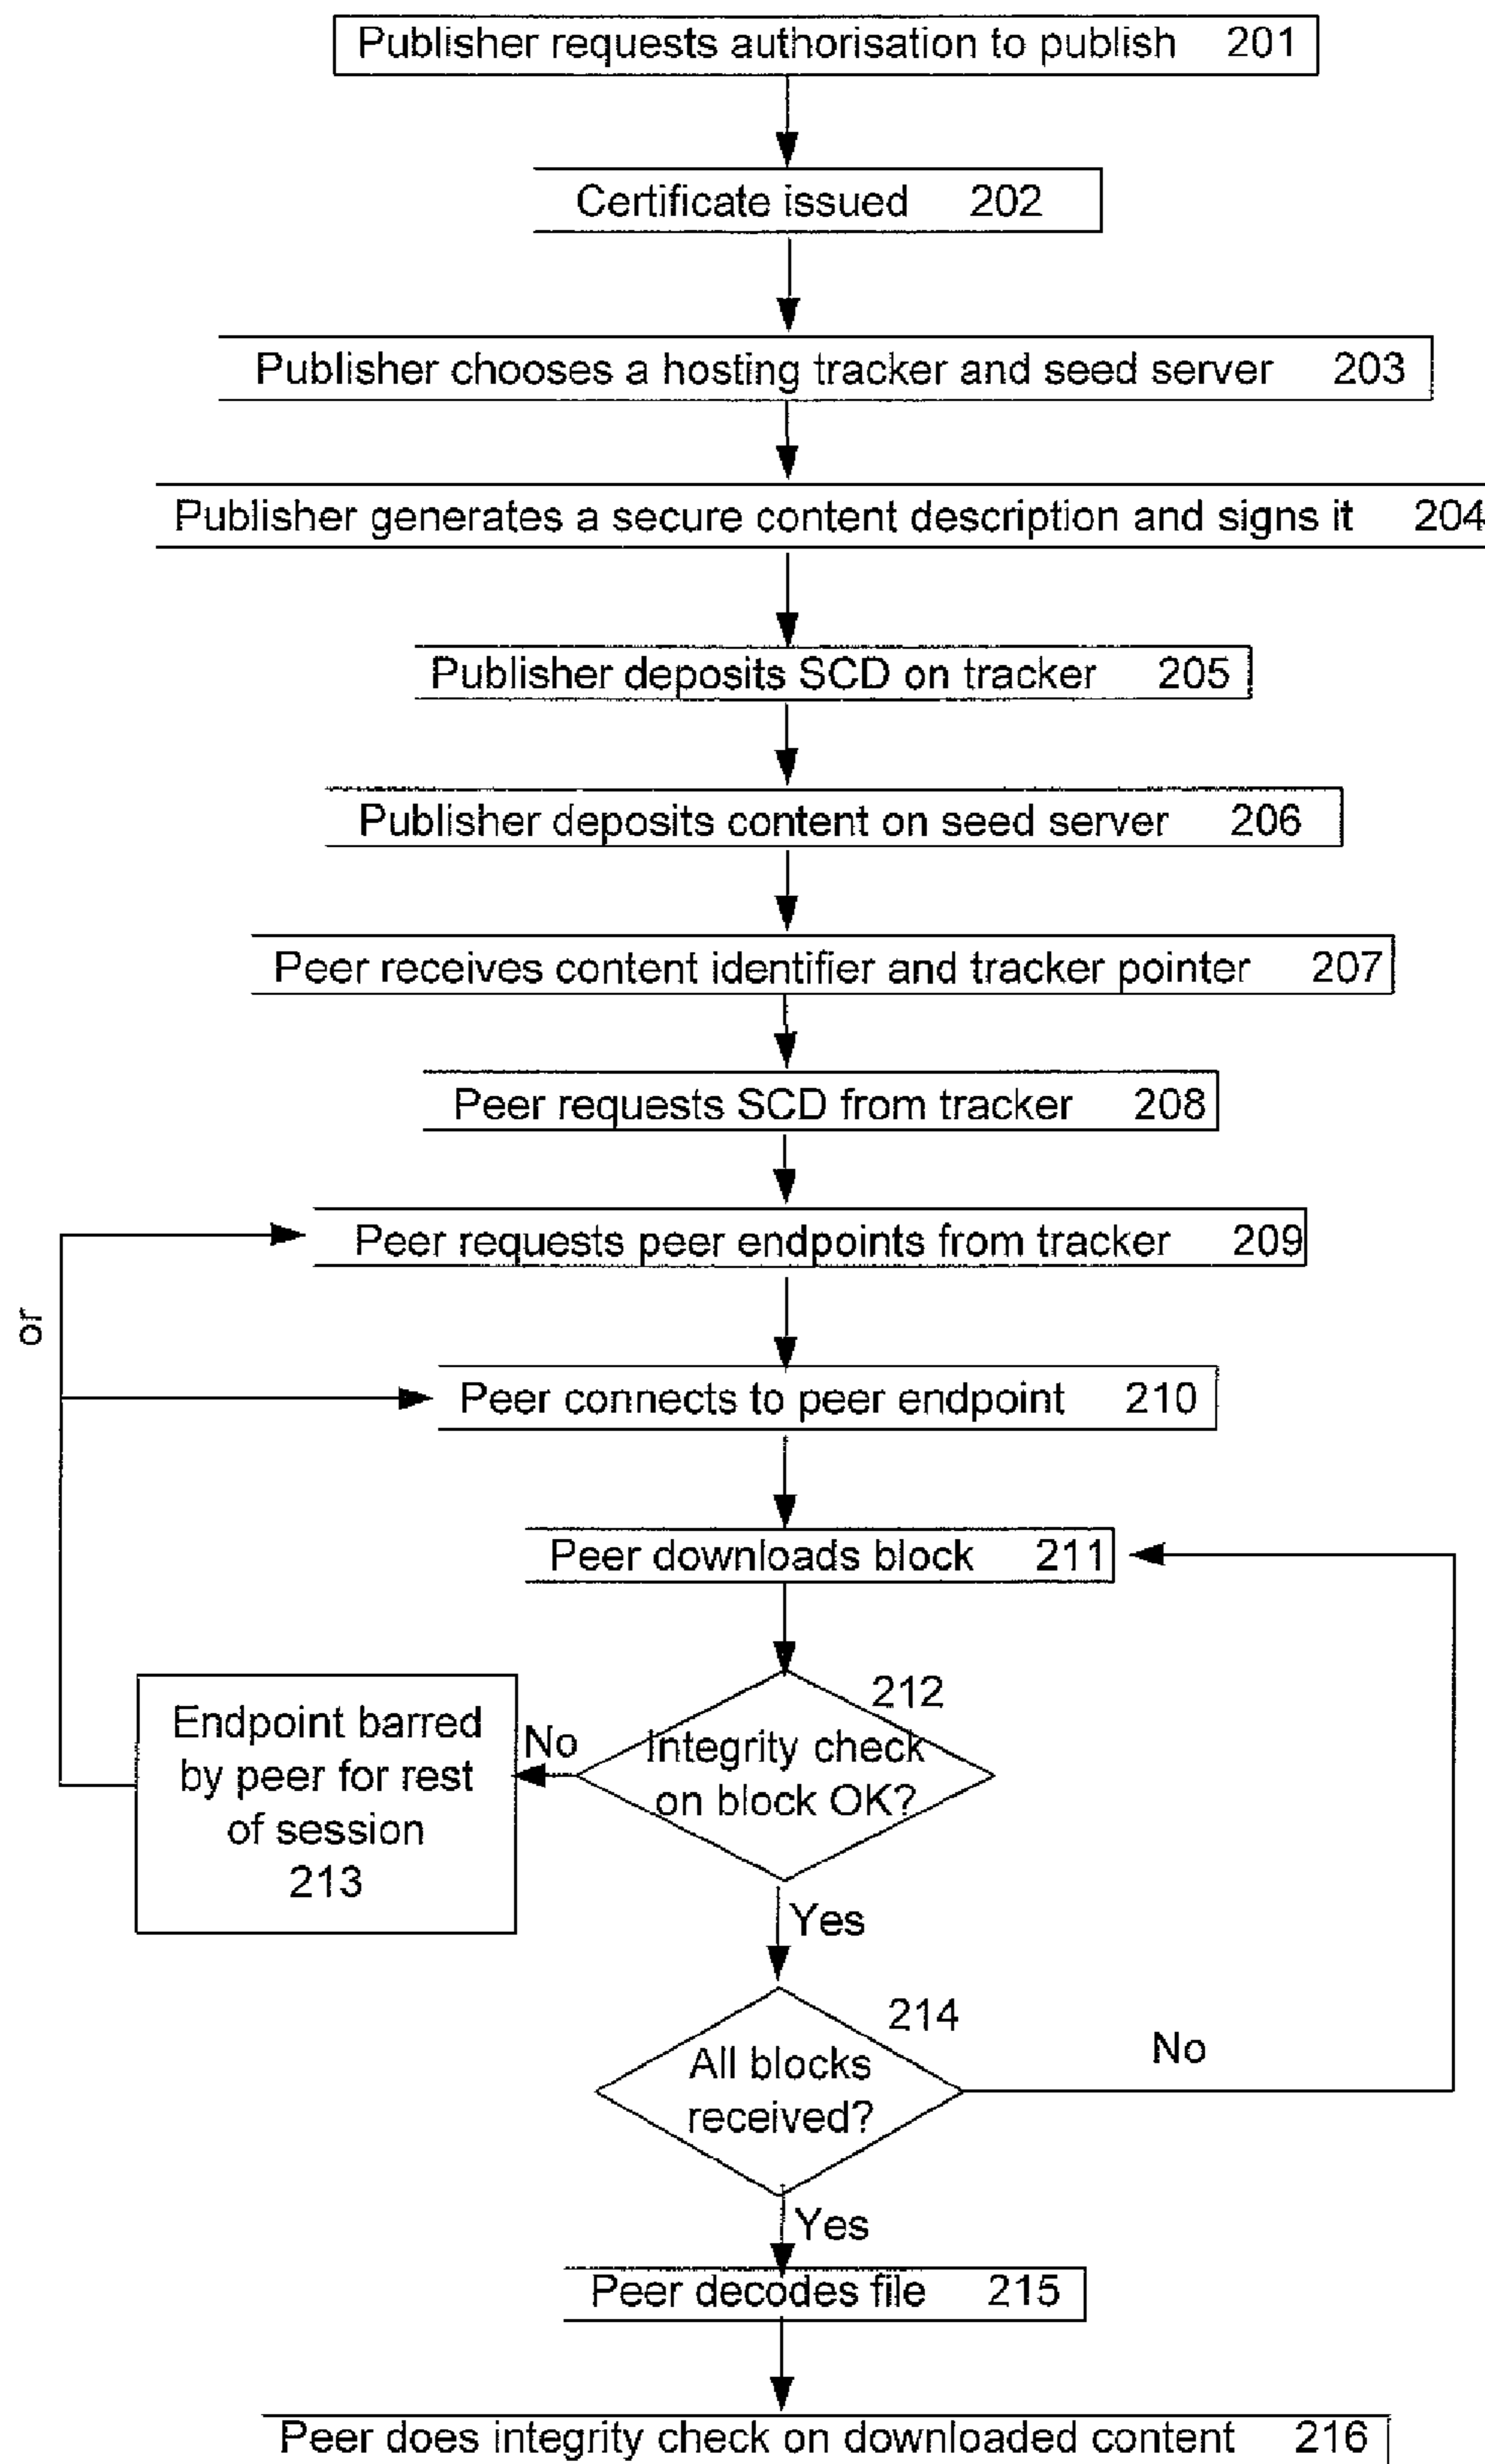 Publisher requests authorisation to publish 201
Certificate issued 202
Publisher chooses a hosting tracker and seed server 203
Publisher generates a secure content description and signs it 204
Publisher deposits SCD on tracker 205
Publisher deposits content on seed server 206
Peer receives content identifier and tracker pointer 207
Peer requests SCD from tracker 208
Peer requests peer endpoints from tracker 209
or
Peer connects to peer endpoint 210
Peer downloads block 211
212
Integrity check
on block OK?
No
Endpoint barred
by peer for rest
of session
213
Yes
214
All blocks
received?
No
Yes
Peer decodes file 215
Peer does integrity check on downloaded content 216